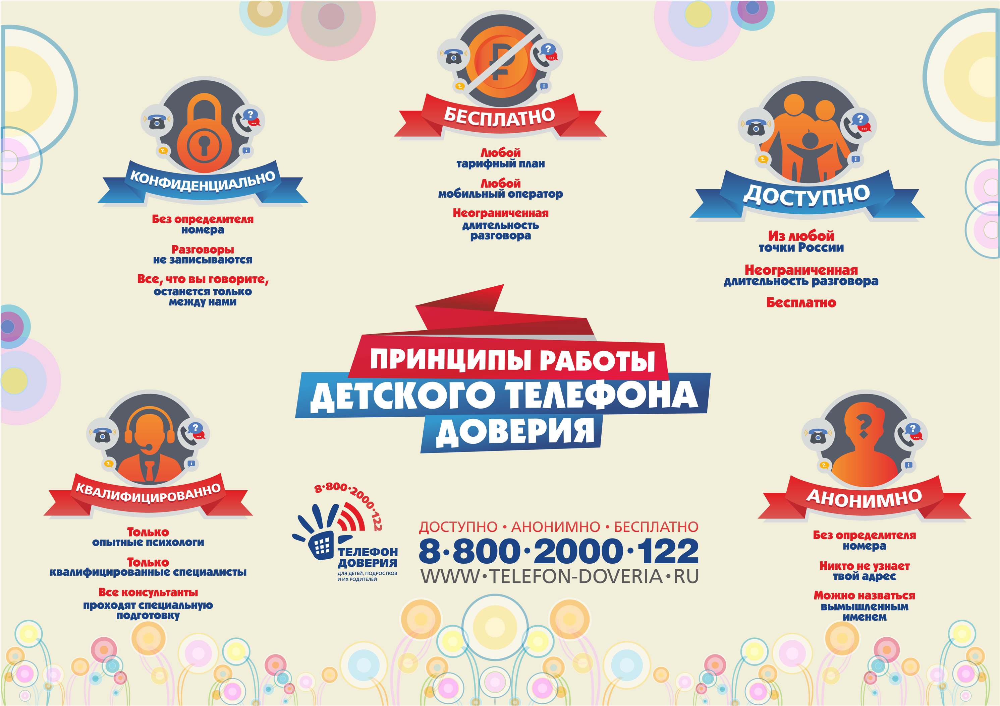 БЕСПЛАТНО
Любой
тарифный план
Любой
мобильный оператор
Неограниченная
длительность
разговора
КОНФИДЕНЦИАЛЬНО
Без определителя
номера
Разговоры
не записываются
Все, что вы говорите,
останется только
между нами
ДОСТУПНО
Из любой
точки России
Неограниченная
длительность разговора
Бесплатно
ПРИНЦИПЫ РАБОТЫ
ДЕТСКОГО ТЕЛЕФОНА
ДОВЕРИЯ
КВАЛИФИЦИРОВАННО
Только
опытные психологи
Только
квалифицированные специалисты
Все консультанты
проходят специальную
подготовку
8·800·2000·122
ТЕЛЕФОН
ДОВЕРИЯ
ДЛЯ ДЕТЕЙ, ПОДРОСТКОВ
И ИХ РОДИТЕЛЕЙ
ДОСТУПНО • АНОНИМНО • БЕСПЛАТНО
8·800·2000·122
WWW•TELEFON-DOVERIA•RU
АНОНИМНО
Без определителя
номера
Никто не узнает
твой адрес
Можно назваться
вымышленным
именем